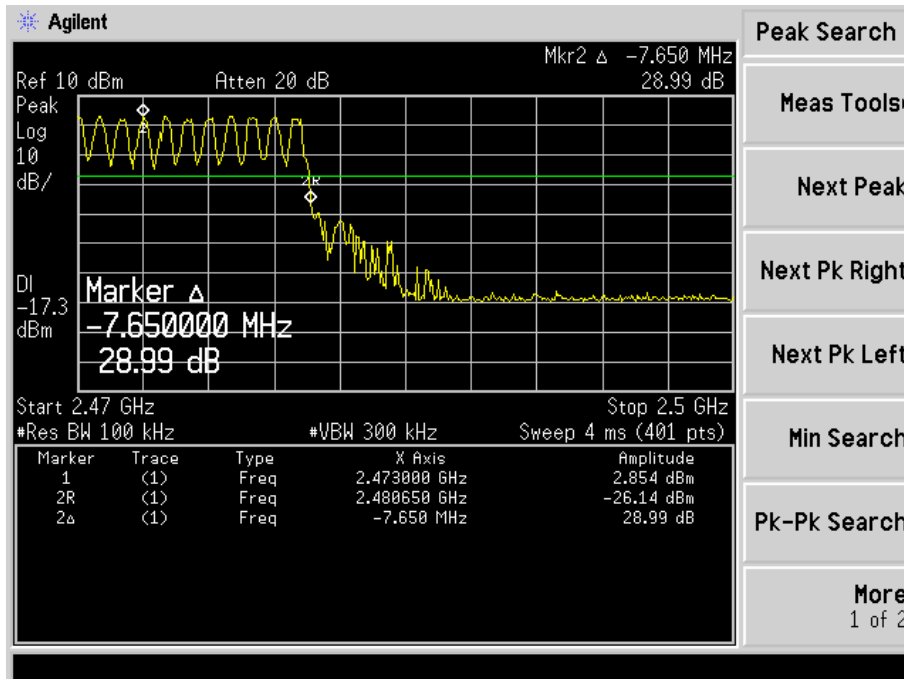 Agilent
Peak Search
Mkr2 Δ -7.650 MHz
Ref 10 dBm Atten 20 dB 28.99 dB
Peak
Log
10
dB/
2R
DI
-17.3
dBm
Marker Δ
-7.650000 MHz
28.99 dB
Start 2.47 GHz Stop 2.5 GHz
#Res BW 100 kHz #VBW 300 kHz Sweep 4 ms (401 pts)
Marker Trace Type X Axis Amplitude
1 (1) Freq 2.473000 GHz 2.854 dBm
2R (1) Freq 2.480650 GHz -26.14 dBm
2Δ (1) Freq -7.650 MHz 28.99 dB
Meas Tools
Next Peak
Next Pk Right
Next Pk Left
Min Search
Pk-Pk Search
More
1 of 2